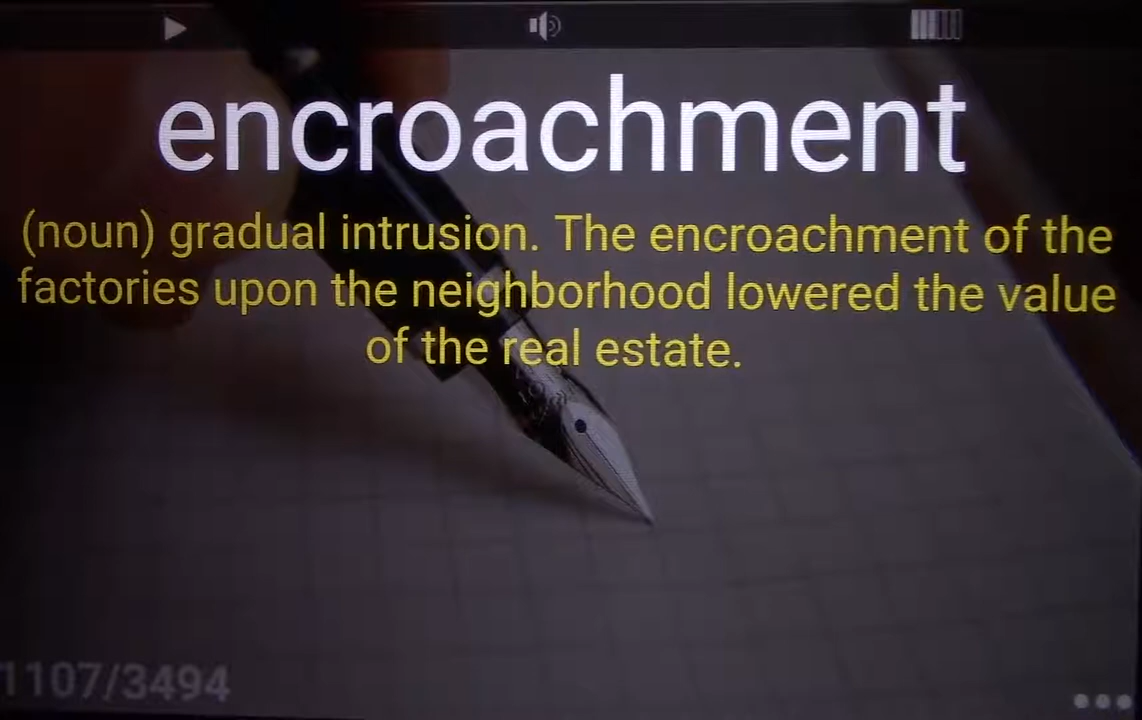 encroachment
(noun) gradual intrusion. The encroachment of the
factories upon the neighborhood lowered the value
of the real estate.
1107/3494